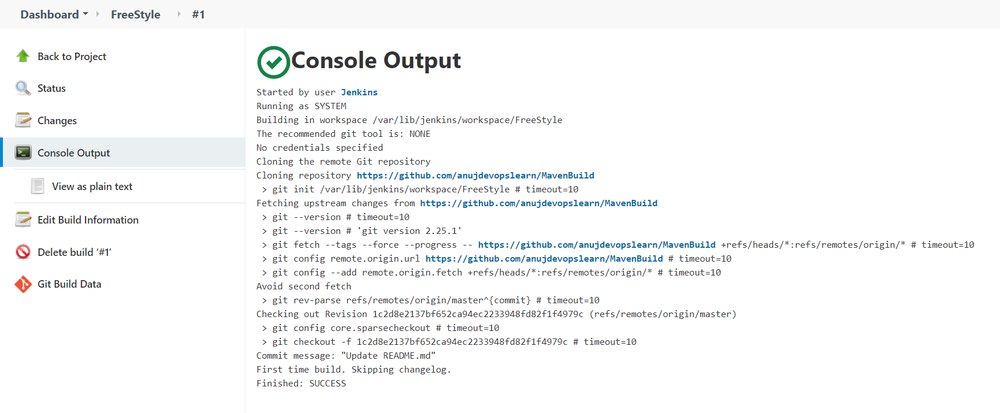 Dashboard FreeStyle #1
Back to Project
Status
Changes
Console Output
View as plain text
Edit Build Information
Delete build ‘#1’
Git Build Data
Console Output
Started by user Jenkins
Running as SYSTEM
Building in workspace /var/lib/jenkins/workspace/FreeStyle
The recommended git tool is: NONE
No credentials specified
Cloning the remote Git repository
Cloning repository https://github.com/anujdevopslearn/MavenBuild
> git init /var/lib/jenkins/workspace/FreeStyle # timeout=10
Fetching upstream changes from https://github.com/anujdevopslearn/MavenBuild
> git --version # timeout=10
> git --version # 'git version 2.25.1'
> git fetch --tags --force --progress -- https://github.com/anujdevopslearn/MavenBuild +refs/heads/*:refs/remotes/origin/* # timeout=10
> git config remote.origin.url https://github.com/anujdevopslearn/MavenBuild # timeout=10
> git config --add remote.origin.fetch +refs/heads/*:refs/remotes/origin/* # timeout=10
Avoid second fetch
> git rev-parse refs/remotes/origin/master^{commit} # timeout=10
Checking out Revision 1c2d8e2137bf652ca94ec2233948fd82f1f4979c (refs/remotes/origin/master)
> git config core.sparsecheckout # timeout=10
> git checkout -f 1c2d8e2137bf652ca94ec2233948fd82f1f4979c # timeout=10
Commit message: "Update README.md"
First time build. Skipping changelog.
Finished: SUCCESS